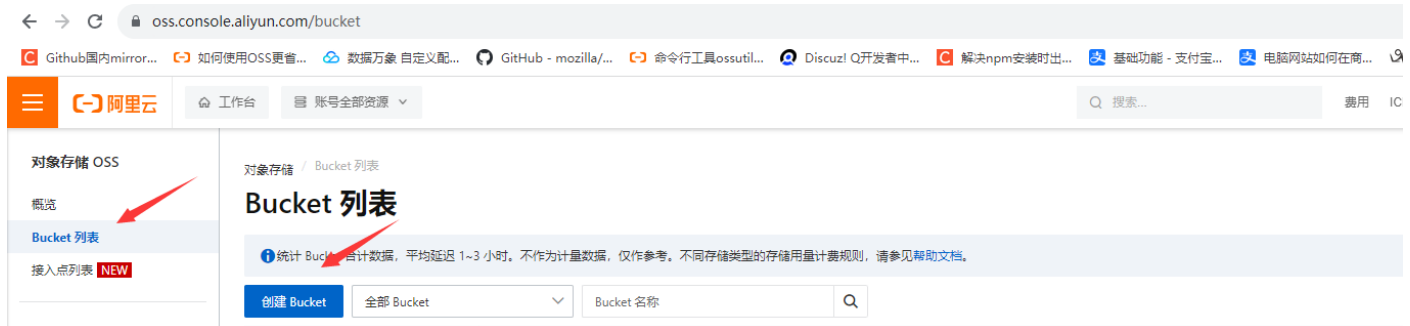 oss.console.aliyun.com/bucket
Github国内mirror... 如何使用OSS更省... 数据万象 自定义配... GitHub - mozilla/... 命令行工具ossutil... Discuz! Q开发者中... 解决npm安装时出... 基础功能 - 支付宝... 电脑网站如何在商...
阿里云 工作台 账号全部资源 搜索... 费用
对象存储 OSS
对象存储 / Bucket 列表
概览
Bucket 列表
Bucket 列表
统计 合计数据，平均延迟 1~3 小时。不作为计量数据，仅作参考。不同存储类型的存储用量计费规则，请参见帮助文档。
接入点列表 NEW
创建 Bucket 全部 Bucket Bucket 名称